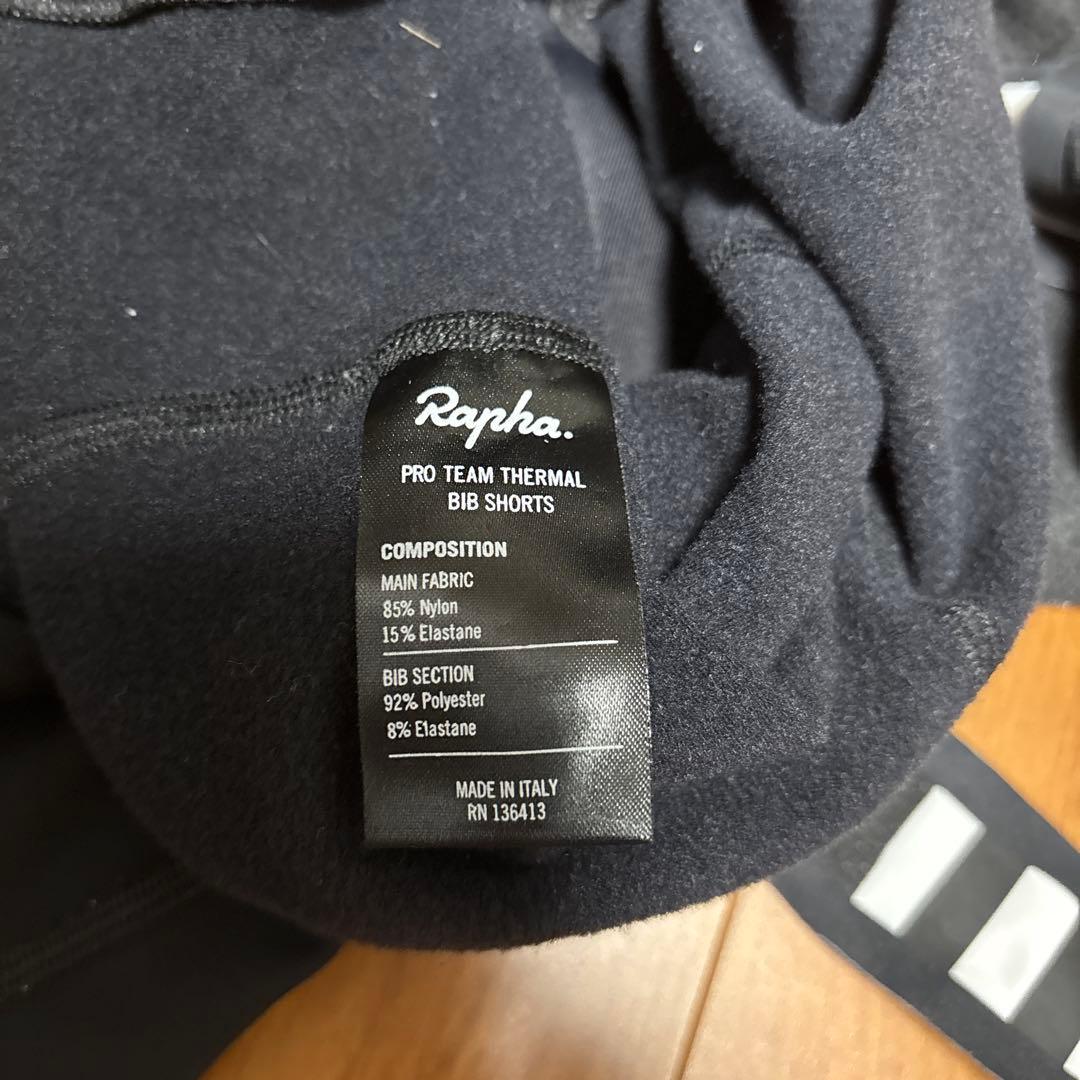 Rapha.
PRO TEAM THERMAL
BIB SHORTS
COMPOSITION
MAIN FABRIC
85% Nylon
15% Elastane
BIB SECTION
92% Polyester
8% Elastane
MADE IN ITALY
RN 136413